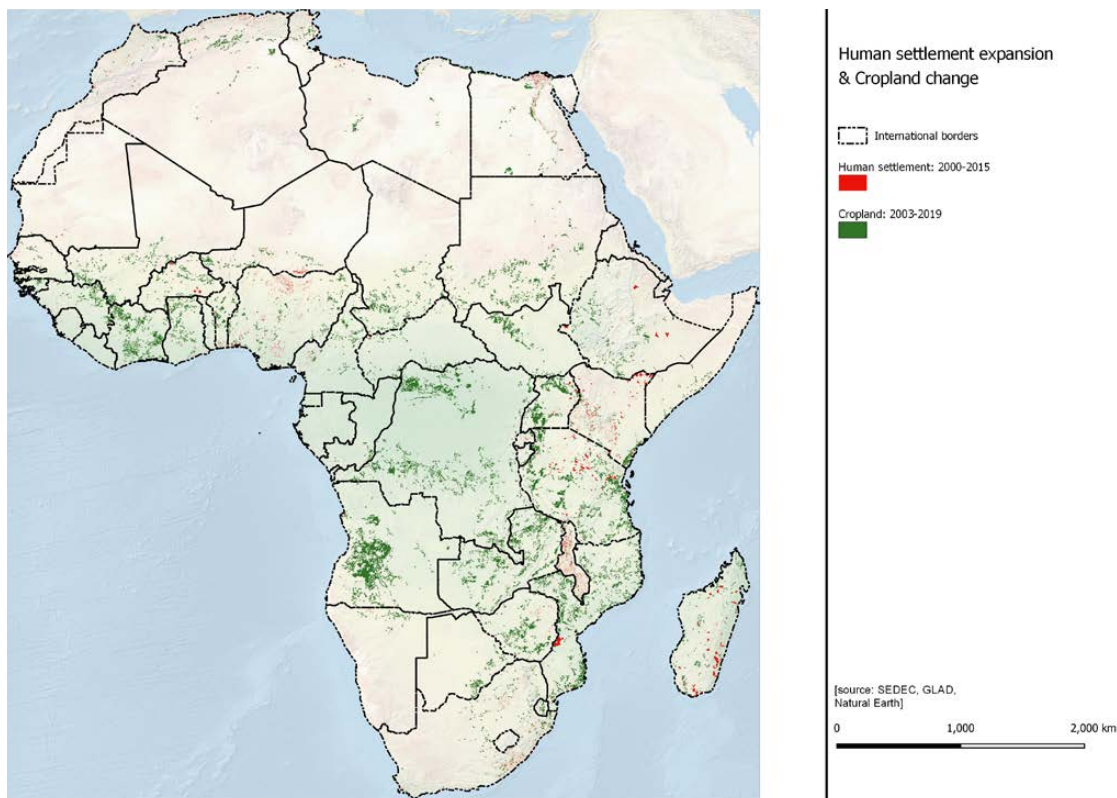 Human settlement expansion
& Cropland change
International borders
Human settlement: 2000-2015
Cropland: 2003-2019
[source: SEDEC, GLAD,
Natural Earth]
0 1,000 2,000 km